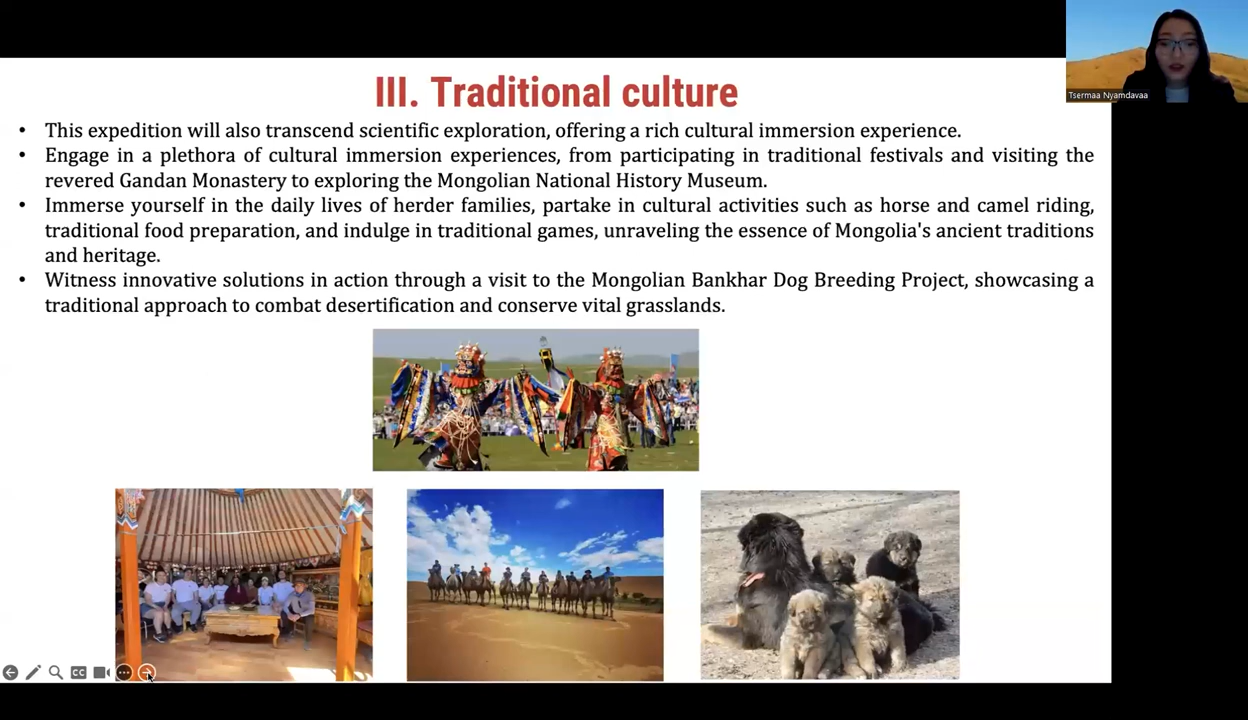 III. Traditional culture
Tsermaa Nyamdavaa
• This expedition will also transcend scientific exploration, offering a rich cultural immersion experience.
• Engage in a plethora of cultural immersion experiences, from participating in traditional festivals and visiting the
revered Gandan Monastery to exploring the Mongolian National History Museum.
• Immerse yourself in the daily lives of herder families, partake in cultural activities such as horse and camel riding,
traditional food preparation, and indulge in traditional games, unraveling the essence of Mongolia's ancient traditions
and heritage.
• Witness innovative solutions in action through a visit to the Mongolian Bankhar Dog Breeding Project, showcasing a
traditional approach to combat desertification and conserve vital grasslands.
CC